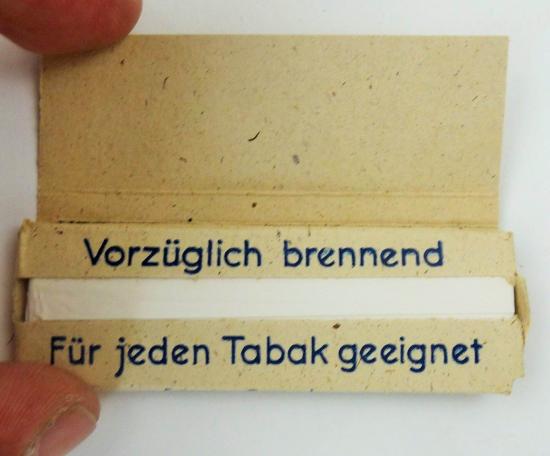 Vorzüglich brennend
Für jeden Tabak geeignet